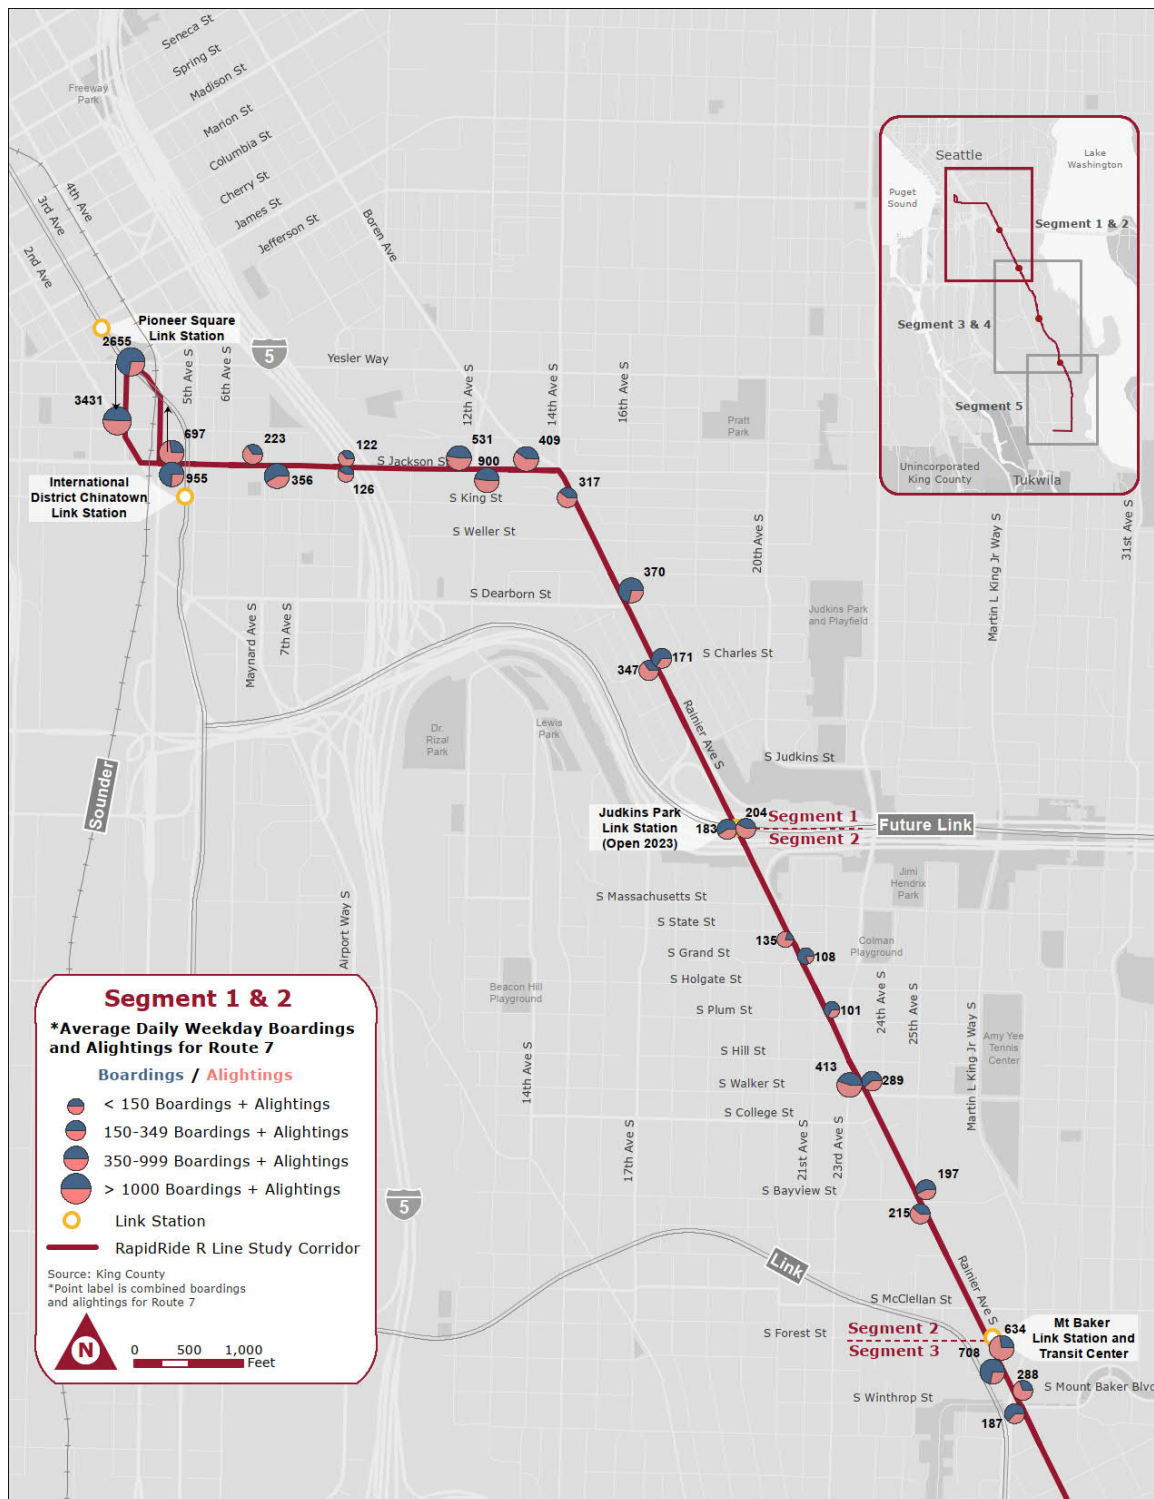 Seneca St
Spring St
Madison St
Marion St
Columbia St
Cherry St
James St
Jefferson St
Freeway
Park
4th Ave
3rd Ave
2nd Ave
Boren Ave
Seattle
Lake
Washington
Puget
Sound
Segment 1 & 2
Segment 3 & 4
Segment 5
Unincorporated
King County
Tukwila
Pioneer Square
Link Station
2655
3431
5
Yesler Way
5th Ave S
6th Ave S
12th Ave S
14th Ave S
16th Ave S
Pratt
Park
697
955
223
356
122
126
S Jackson St
531
900
409
317
International
District Chinatown
Link Station
S King St
S Weller St
20th Ave S
Martin L King Jr Way S
31st Ave S
370
S Dearborn St
Judkins Park
and Playfield
Maynard Ave S
7th Ave S
171
347
S Charles St
Rainier Ave S
Dr.
Rizal
Park
Lewis
Park
S Judkins St
Sounder
Judkins Park
Link Station
(Open 2023)
183
204
Segment 1
Segment 2
Future Link
Jimi
Hendrix
Park
S Massachusetts St
S State St
S Grand St
S Holgate St
S Plum St
S Hill St
S Walker St
S College St
135
108
101
413
289
Colman
Playground
Airport Way S
Beacon Hill
Playground
14th Ave S
17th Ave S
21st Ave S
23rd Ave S
24th Ave S
25th Ave S
Martin L King Jr Way S
Amy Yee
Tennis
Center
S Bayview St
197
215
5
Link
Rainier Ave S
S McClellan St
S Forest St
Segment 2
Segment 3
634
708
Mt Baker
Link Station and
Transit Center
288
S Mount Baker Blvd
S Winthrop St
187
Segment 1 & 2
*Average Daily Weekday Boardings
and Alightings for Route 7
Boardings / Alightings
< 150 Boardings + Alightings
150-349 Boardings + Alightings
350-999 Boardings + Alightings
> 1000 Boardings + Alightings
Link Station
RapidRide R Line Study Corridor
Source: King County
*Point label is combined boardings
and alightings for Route 7
N
0 500 1,000
Feet